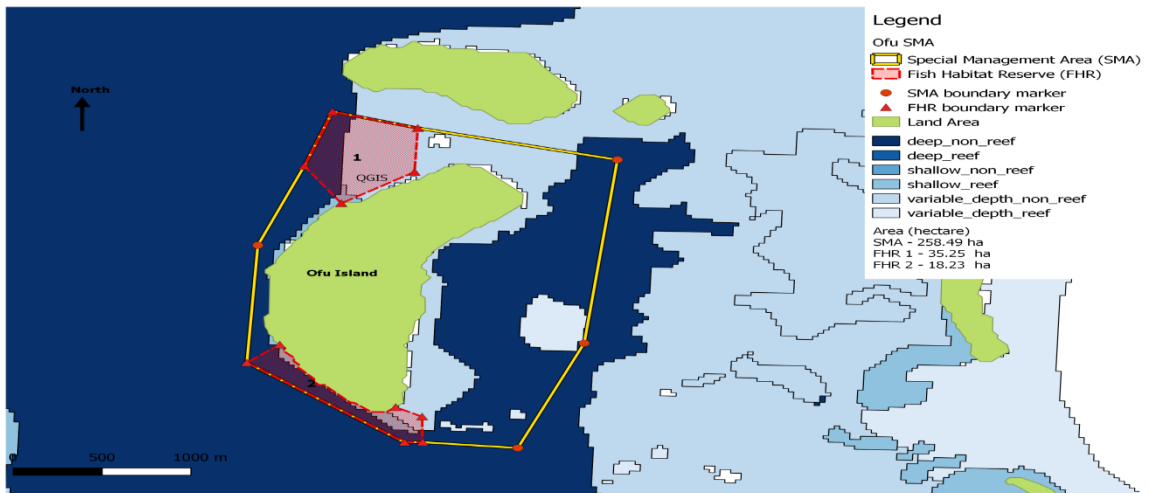 North
1
QGIS
Ofu Island
2
0 500 1000 m
Legend
Ofu SMA
Special Management Area (SMA)
Fish Habitat Reserve (FHR)
SMA boundary marker
FHR boundary marker
Land Area
deep_non_reef
deep_reef
shallow_non_reef
shallow_reef
variable_depth_non_reef
variable_depth_reef
Area (hectare)
SMA - 258.49 ha
FHR 1 - 35.25 ha
FHR 2 - 18.23 ha